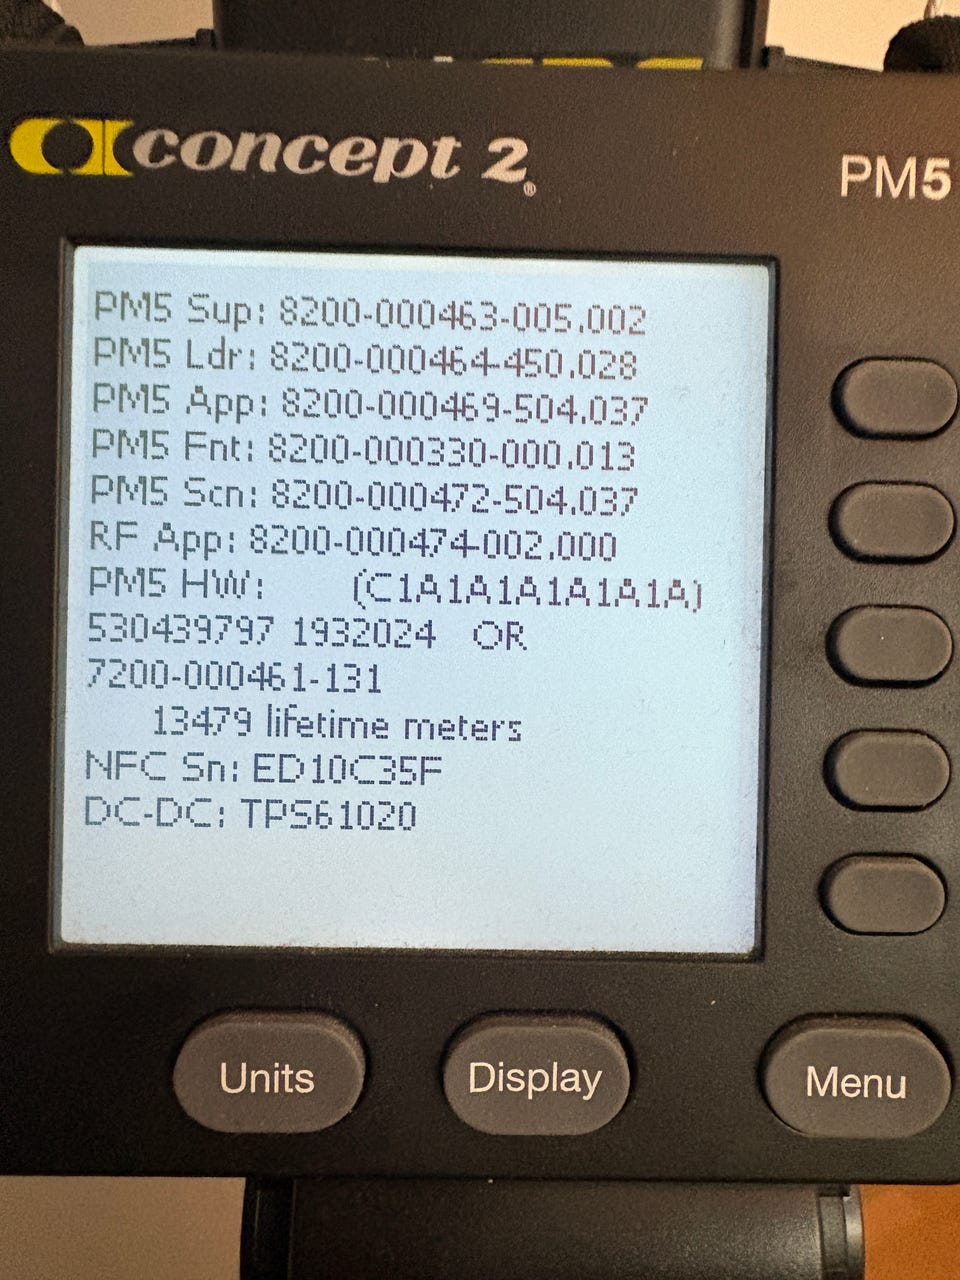 concept 2®
PM5
PM5 Sup: 8200-000463-005.002
PM5 Ldr: 8200-000464-450.028
PM5 App: 8200-000469-504.037
PM5 Fnt: 8200-000330-000.013
PM5 Scn: 8200-000472-504.037
RF App: 8200-000474-002.000
PM5 HW: (C1A1A1A1A1A1A)
530439797 1932024 OR
7200-000461-131
13479 lifetime meters
NFC Sn: ED10C35F
DC-DC: TPS61020
Units
Display
Menu